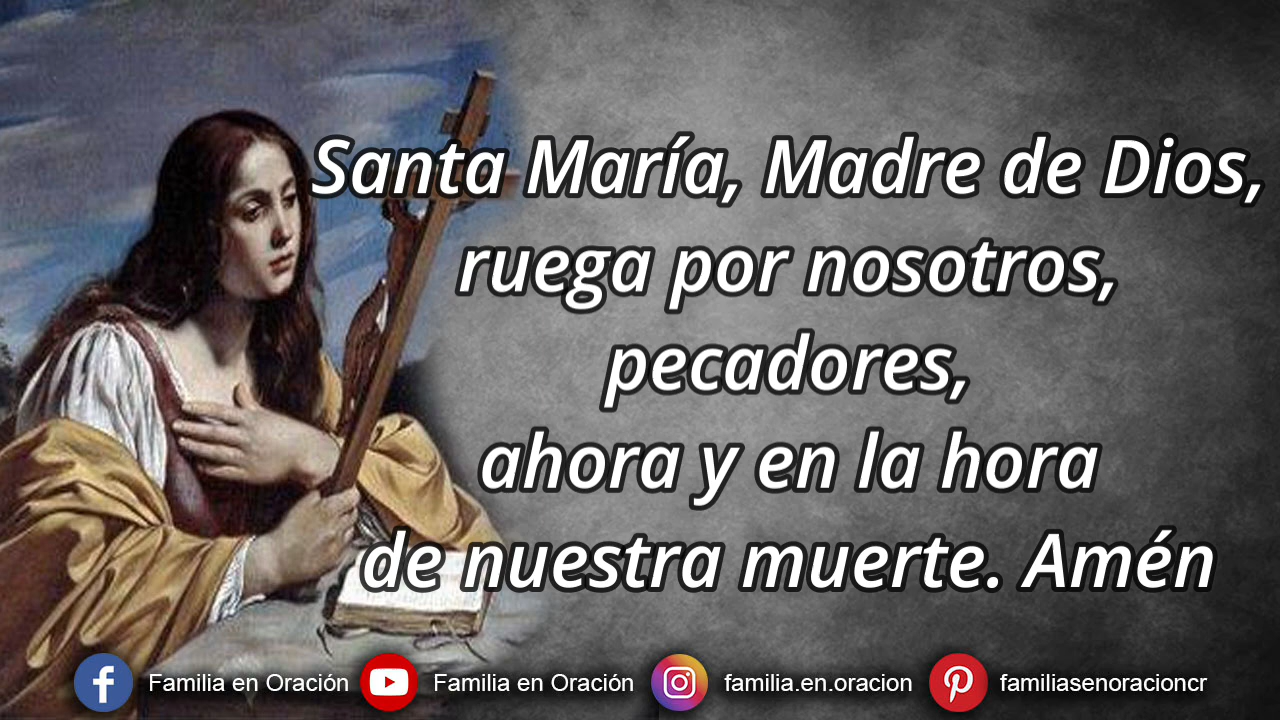 Santa María, Madre de Dios,
ruega por nosotros,
pecadores,
ahora y en la hora
de nuestra muerte. Amén
Familia en Oración Familia en Oración familia.en.oracion familiasenoracioncr